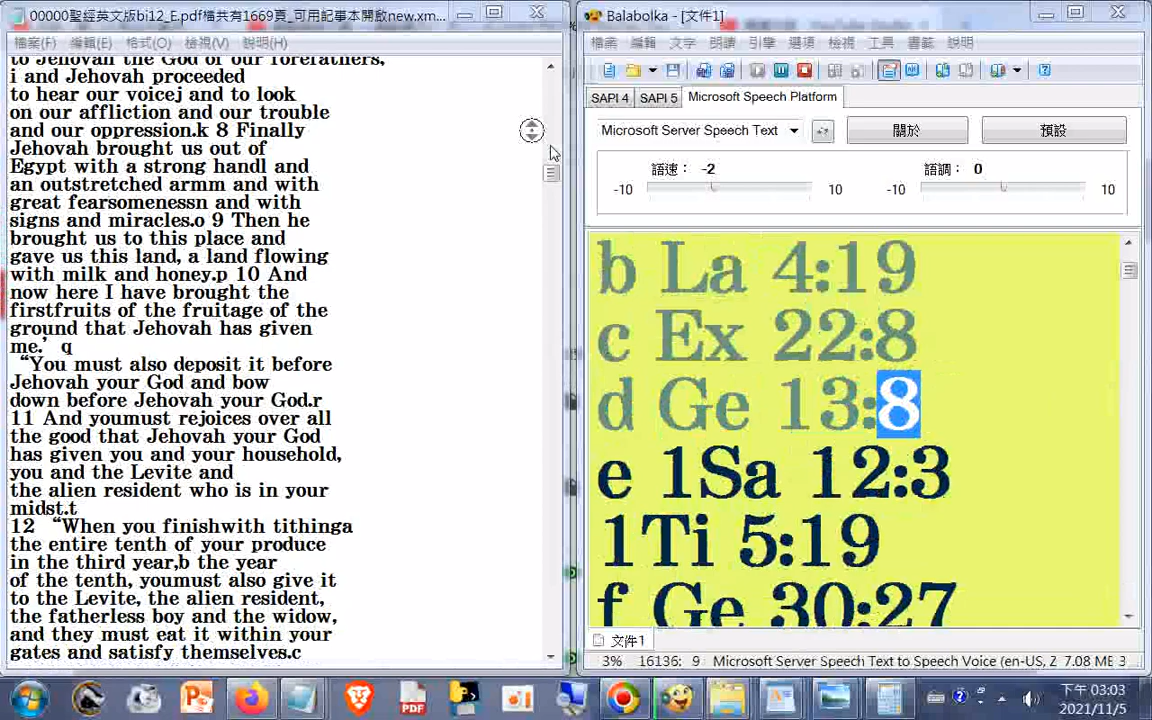 00000聖經英文版bi12_E.pdf檔共有1669頁_可用記事本開啟new.xm...
檔案(F) 編輯(E) 格式(O) 檢視(V) 說明(H)
to Jehovah the God of our forefathers,
i and Jehovah proceeded
to hear our voicej and to look
on our affliction and our trouble
and our oppression.k 8 Finally
Jehovah brought us out of
Egypt with a strong handl and
an outstretched armm and with
great fearsomenessn and with
signs and miracles.o 9 Then he
brought us to this place and
gave us this land, a land flowing
with milk and honey.p 10 And
now here I have brought the
firstfruits of the fruitage of the
ground that Jehovah has given
me.’ q
“You must also deposit it before
Jehovah your God and bow
down before Jehovah your God.r
11 And youmust rejoices over all
the good that Jehovah your God
has given you and your household,
you and the Levite and
the alien resident who is in your
midst.t
12 “When you finishwith tithinga
the entire tenth of your produce
in the third year,b the year
of the tenth, youmust also give it
to the Levite, the alien resident,
the fatherless boy and the widow,
and they must eat it within your
gates and satisfy themselves.c
Balabolka - [文件1]
檔案 編輯 文字 朗讀 引擎 選項 檢視 工具 書籤 說明
SAPI 4 SAPI 5 Microsoft Speech Platform
Microsoft Server Speech Text 關於 預設
語速： -2 語調： 0
-10 10 -10 10
b La 4:19
c Ex 22:8
d Ge 13:8
e 1Sa 12:3
1Ti 5:19
f Ge 30:27
文件1
3% 16136: 9 Microsoft Server Speech Text to Speech Voice (en-US, Z 7.08 MB 3
PDF
下午 03:03
2021/11/5